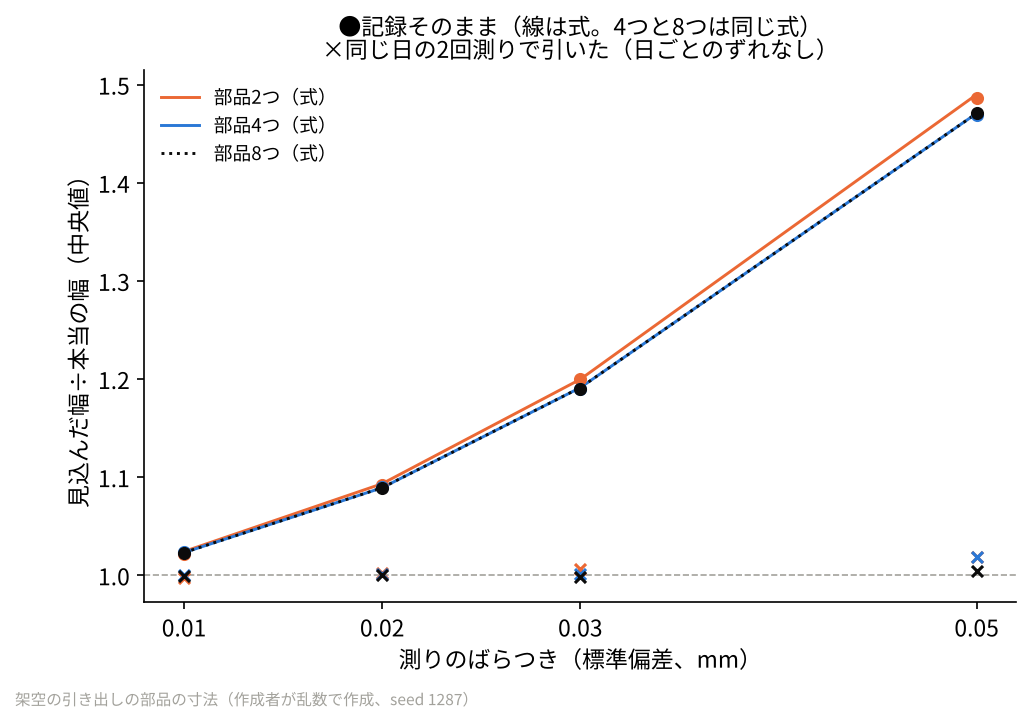 ●記録そのまま（線は式。4つと8つは同じ式）
×同じ日の2回測りで引いた（日ごとのずれなし）
部品2つ（式）
部品4つ（式）
部品8つ（式）
見込んだ幅÷本当の幅（中央値）
1.5
1.4
1.3
1.2
1.1
1.0
0.01
0.02
0.03
0.05
測りのばらつき（標準偏差、mm）
架空の引き出しの部品の寸法（作成者が乱数で作成、seed 1287）